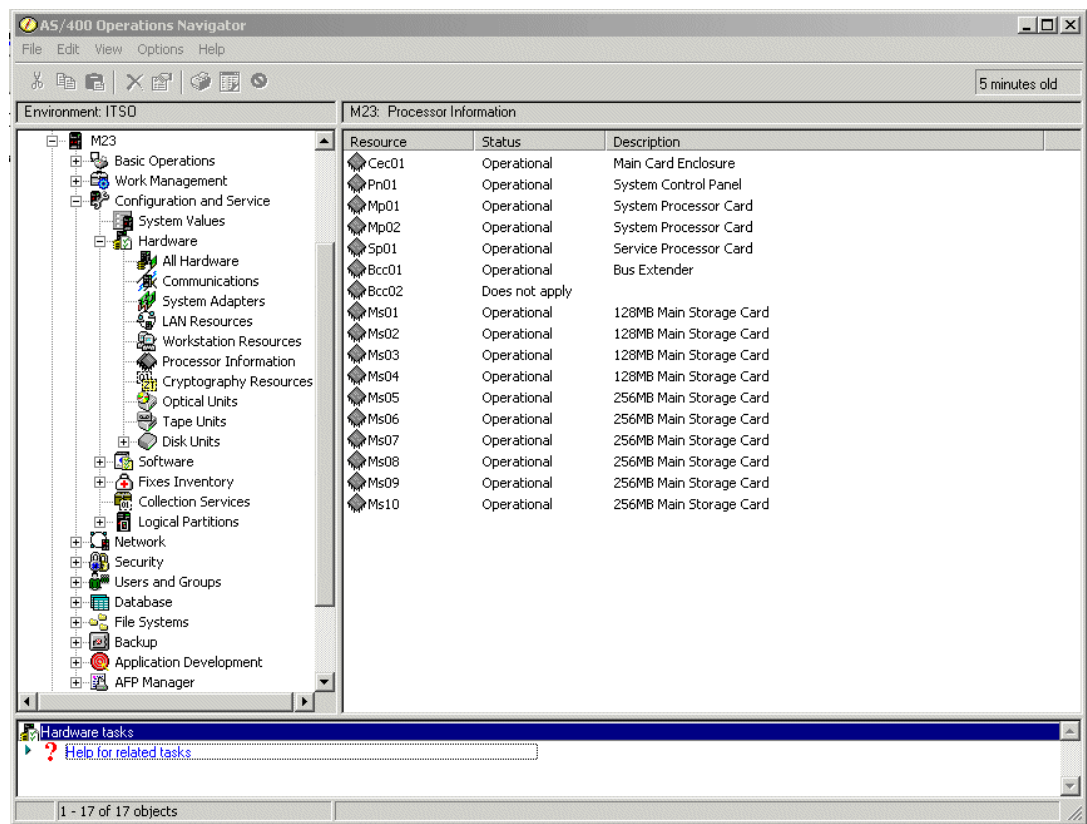 AS/400 Operations Navigator
File Edit View Options Help
5 minutes old
Environment: ITSO
M23: Processor Information
M23
Basic Operations
Work Management
Configuration and Service
System Values
Hardware
All Hardware
Communications
System Adapters
LAN Resources
Workstation Resources
Processor Information
Cryptography Resources
Optical Units
Tape Units
Disk Units
Software
Fixes Inventory
Collection Services
Logical Partitions
Network
Security
Users and Groups
Database
File Systems
Backup
Application Development
AFP Manager
Resource Status Description
Cec01 Operational Main Card Enclosure
Pn01 Operational System Control Panel
Mp01 Operational System Processor Card
Mp02 Operational System Processor Card
Sp01 Operational Service Processor Card
Bcc01 Operational Bus Extender
Bcc02 Does not apply
Ms01 Operational 128MB Main Storage Card
Ms02 Operational 128MB Main Storage Card
Ms03 Operational 128MB Main Storage Card
Ms04 Operational 128MB Main Storage Card
Ms05 Operational 256MB Main Storage Card
Ms06 Operational 256MB Main Storage Card
Ms07 Operational 256MB Main Storage Card
Ms08 Operational 256MB Main Storage Card
Ms09 Operational 256MB Main Storage Card
Ms10 Operational 256MB Main Storage Card
Hardware tasks
? Help for related tasks
1 - 17 of 17 objects